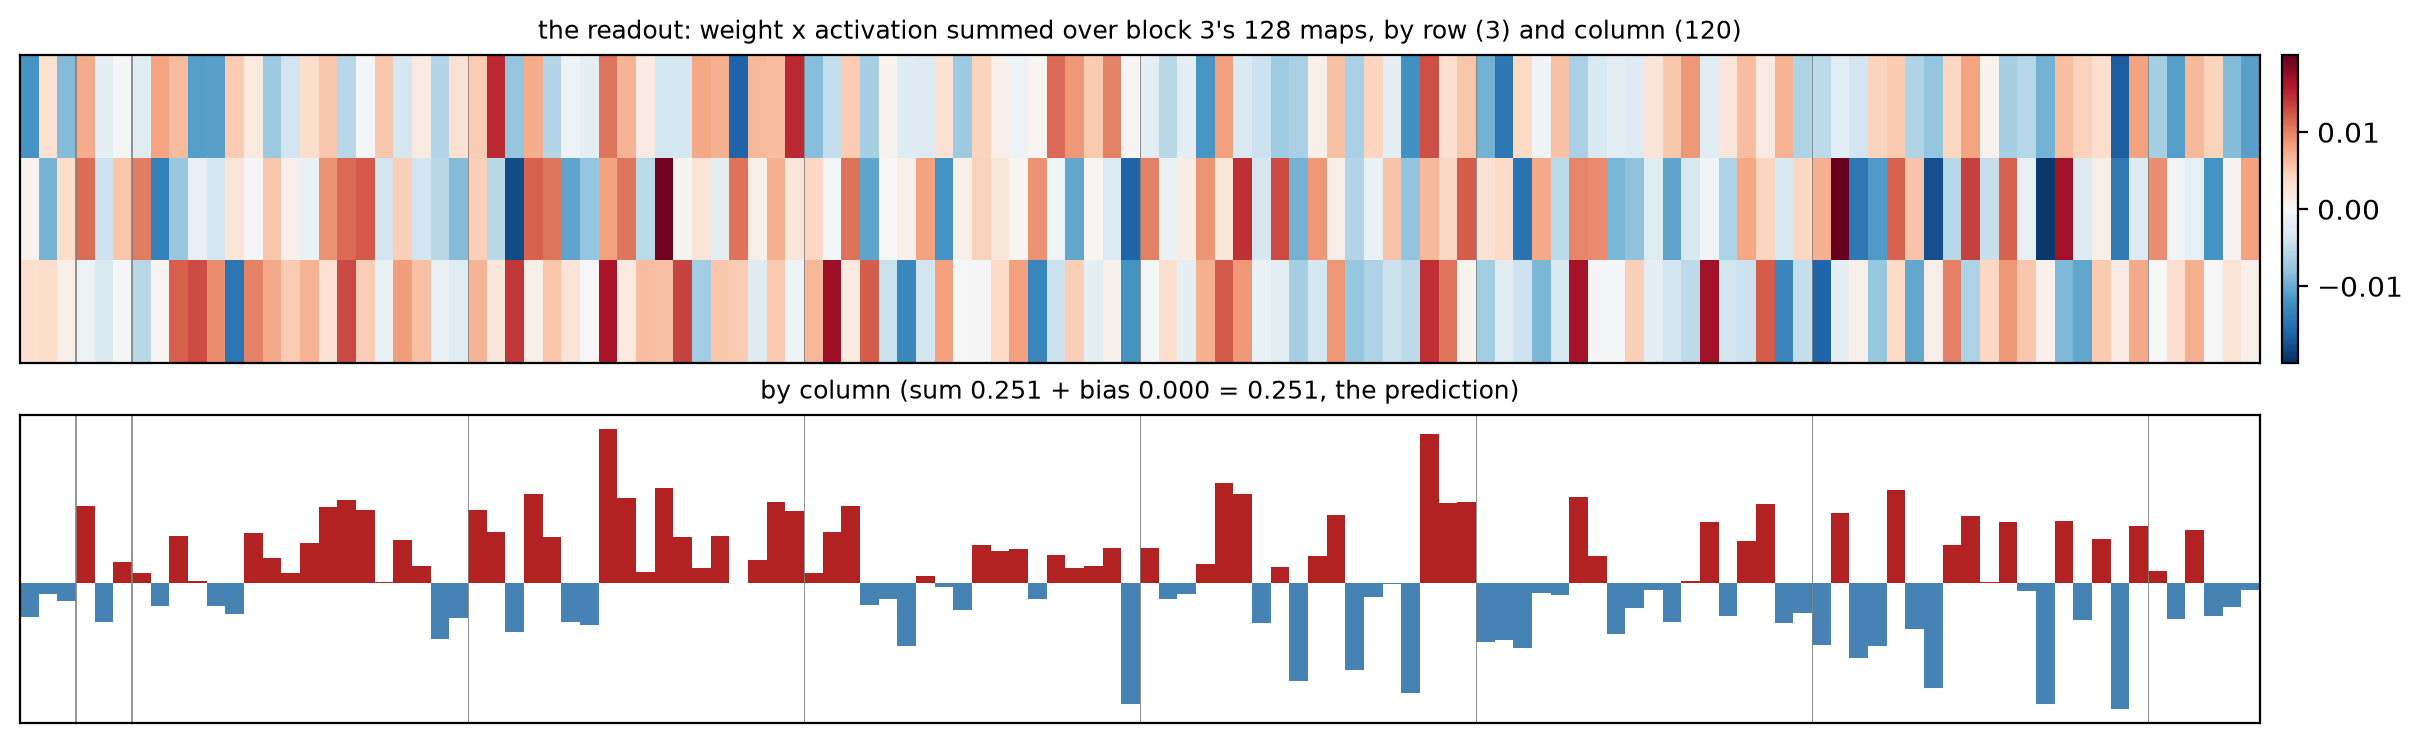 the readout: weight x activation summed over block 3's 128 maps, by row (3) and column (120)
0.01
0.00
−0.01
by column (sum 0.251 + bias 0.000 = 0.251, the prediction)